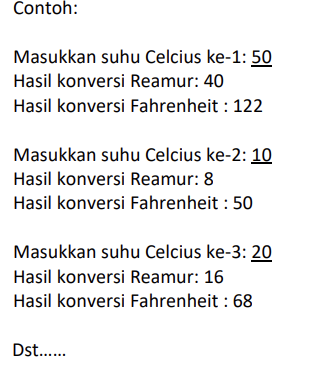 Contoh:
Masukkan suhu Celcius ke-1: 50
Hasil konversi Reamur: 40
Hasil konversi Fahrenheit : 122
Masukkan suhu Celcius ke-2: 10
Hasil konversi Reamur: 8
Hasil konversi Fahrenheit : 50
Masukkan suhu Celcius ke-3: 20
Hasil konversi Reamur: 16
Hasil konversi Fahrenheit : 68
Dst......